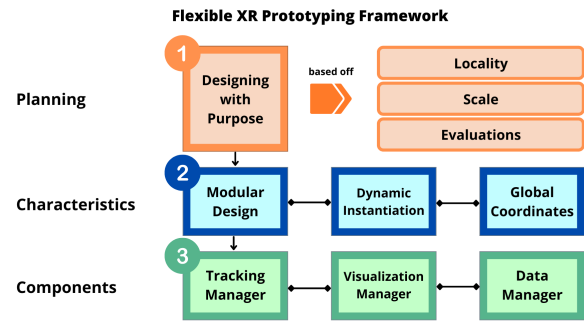 Flexible XR Prototyping Framework
Planning
1
Designing
with
Purpose
based off
Locality
Scale
Evaluations
Characteristics
2
Modular
Design
Dynamic
Instantiation
Global
Coordinates
Components
3
Tracking
Manager
Visualization
Manager
Data
Manager